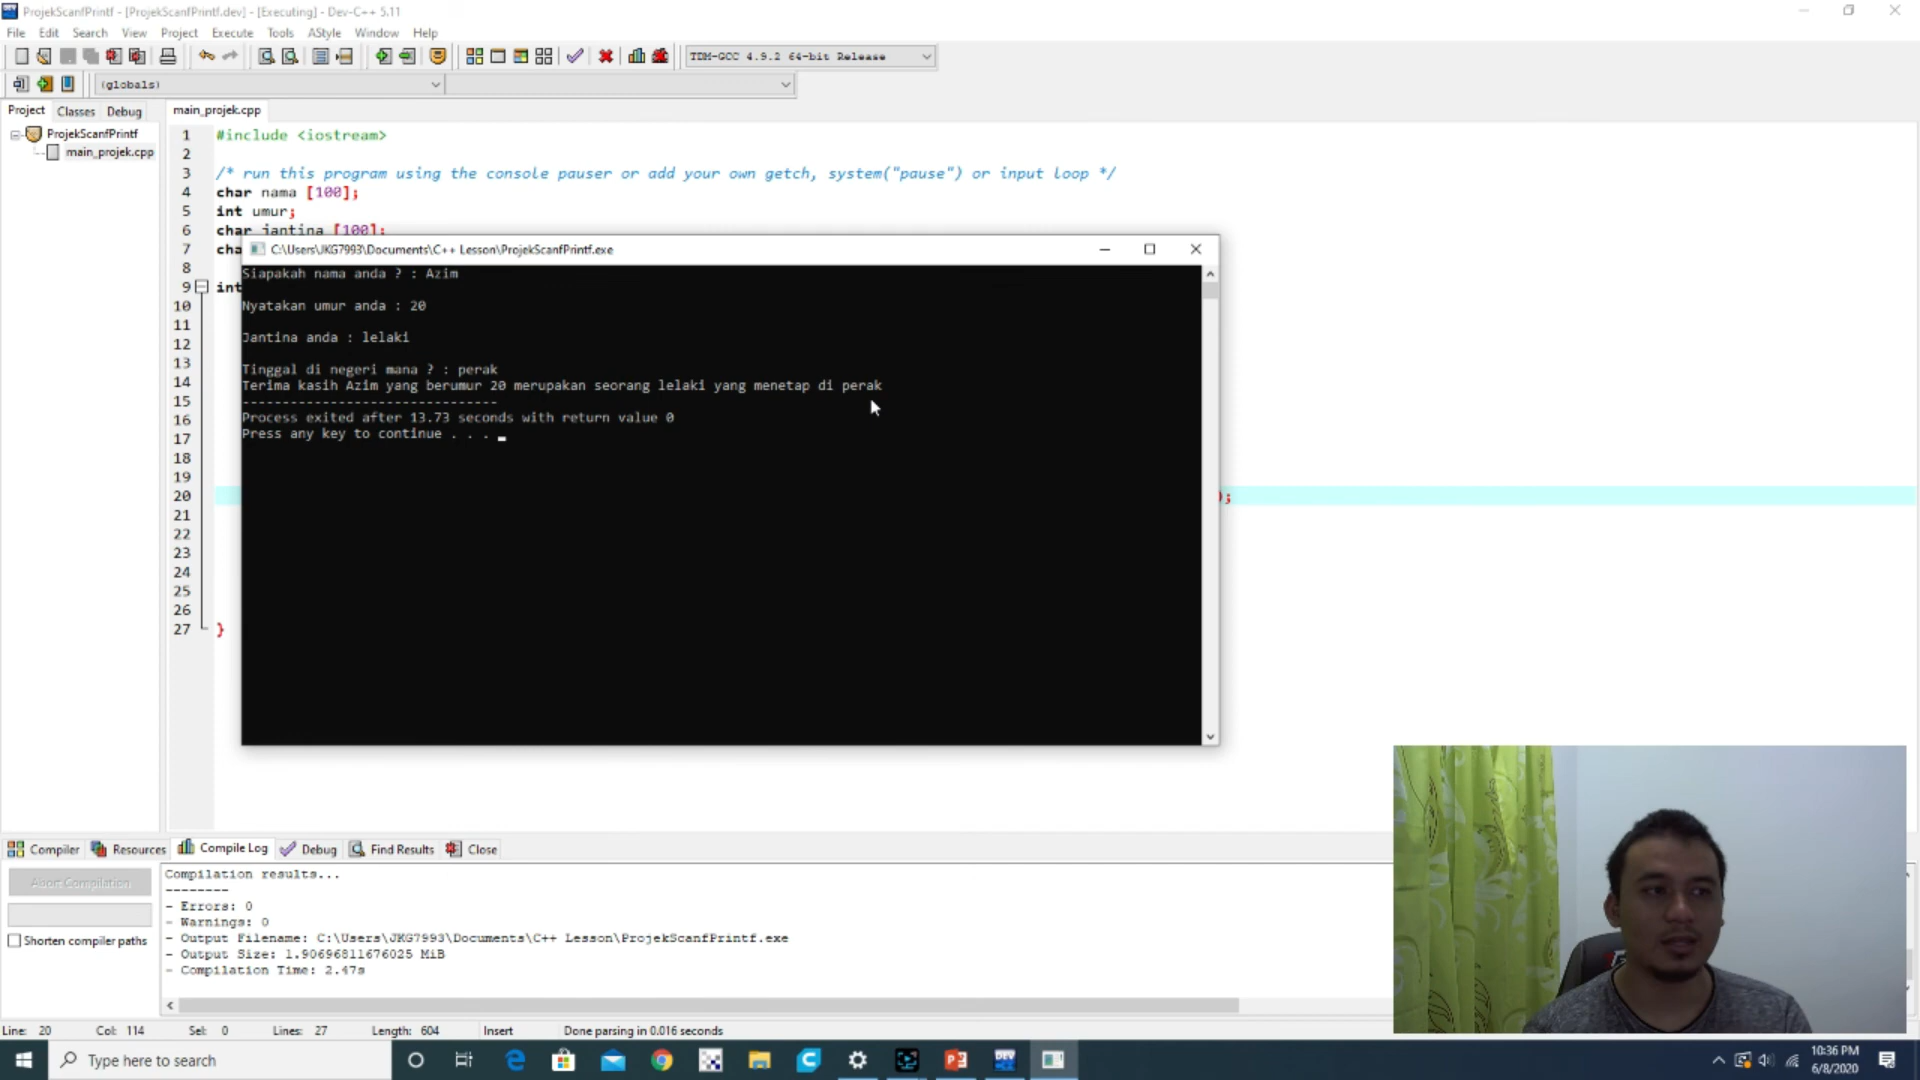 ProjekScanfPrintf - [ProjekScanfPrintf.dev] - [Executing] - Dev-C++ 5.11
File Edit Search View Project Execute Tools AStyle Window Help
TDM-GCC 4.9.2 64-bit Release
(globals)
Project Classes Debug main_projek.cpp
ProjekScanfPrintf
main_projek.cpp
1 #include <iostream>
2
3 /* run this program using the console pauser or add your own getch, system("pause") or input loop */
4 char nama [100];
5 int umur;
6 char jantina [100];
7 cha
8
9 int
10
11
12
13
14
15
16
17
18
19
20 );
21
22
23
24
25
26
27 }
C:\Users\JKG7993\Documents\C++ Lesson\ProjekScanfPrintf.exe
Siapakah nama anda ? : Azim
Nyatakan umur anda : 20
Jantina anda : lelaki
Tinggal di negeri mana ? : perak
Terima kasih Azim yang berumur 20 merupakan seorang lelaki yang menetap di perak
--------------------------------
Process exited after 13.73 seconds with return value 0
Press any key to continue . . . _
Compiler Resources Compile Log Debug Find Results Close
Abort Compilation
Shorten compiler paths
Compilation results...
--------
- Errors: 0
- Warnings: 0
- Output Filename: C:\Users\JKG7993\Documents\C++ Lesson\ProjekScanfPrintf.exe
- Output Size: 1.90696811676025 MiB
- Compilation Time: 2.47s
Line: 20 Col: 114 Sel: 0 Lines: 27 Length: 604 Insert Done parsing in 0.016 seconds
Type here to search
DEV
10:36 PM
6/8/2020